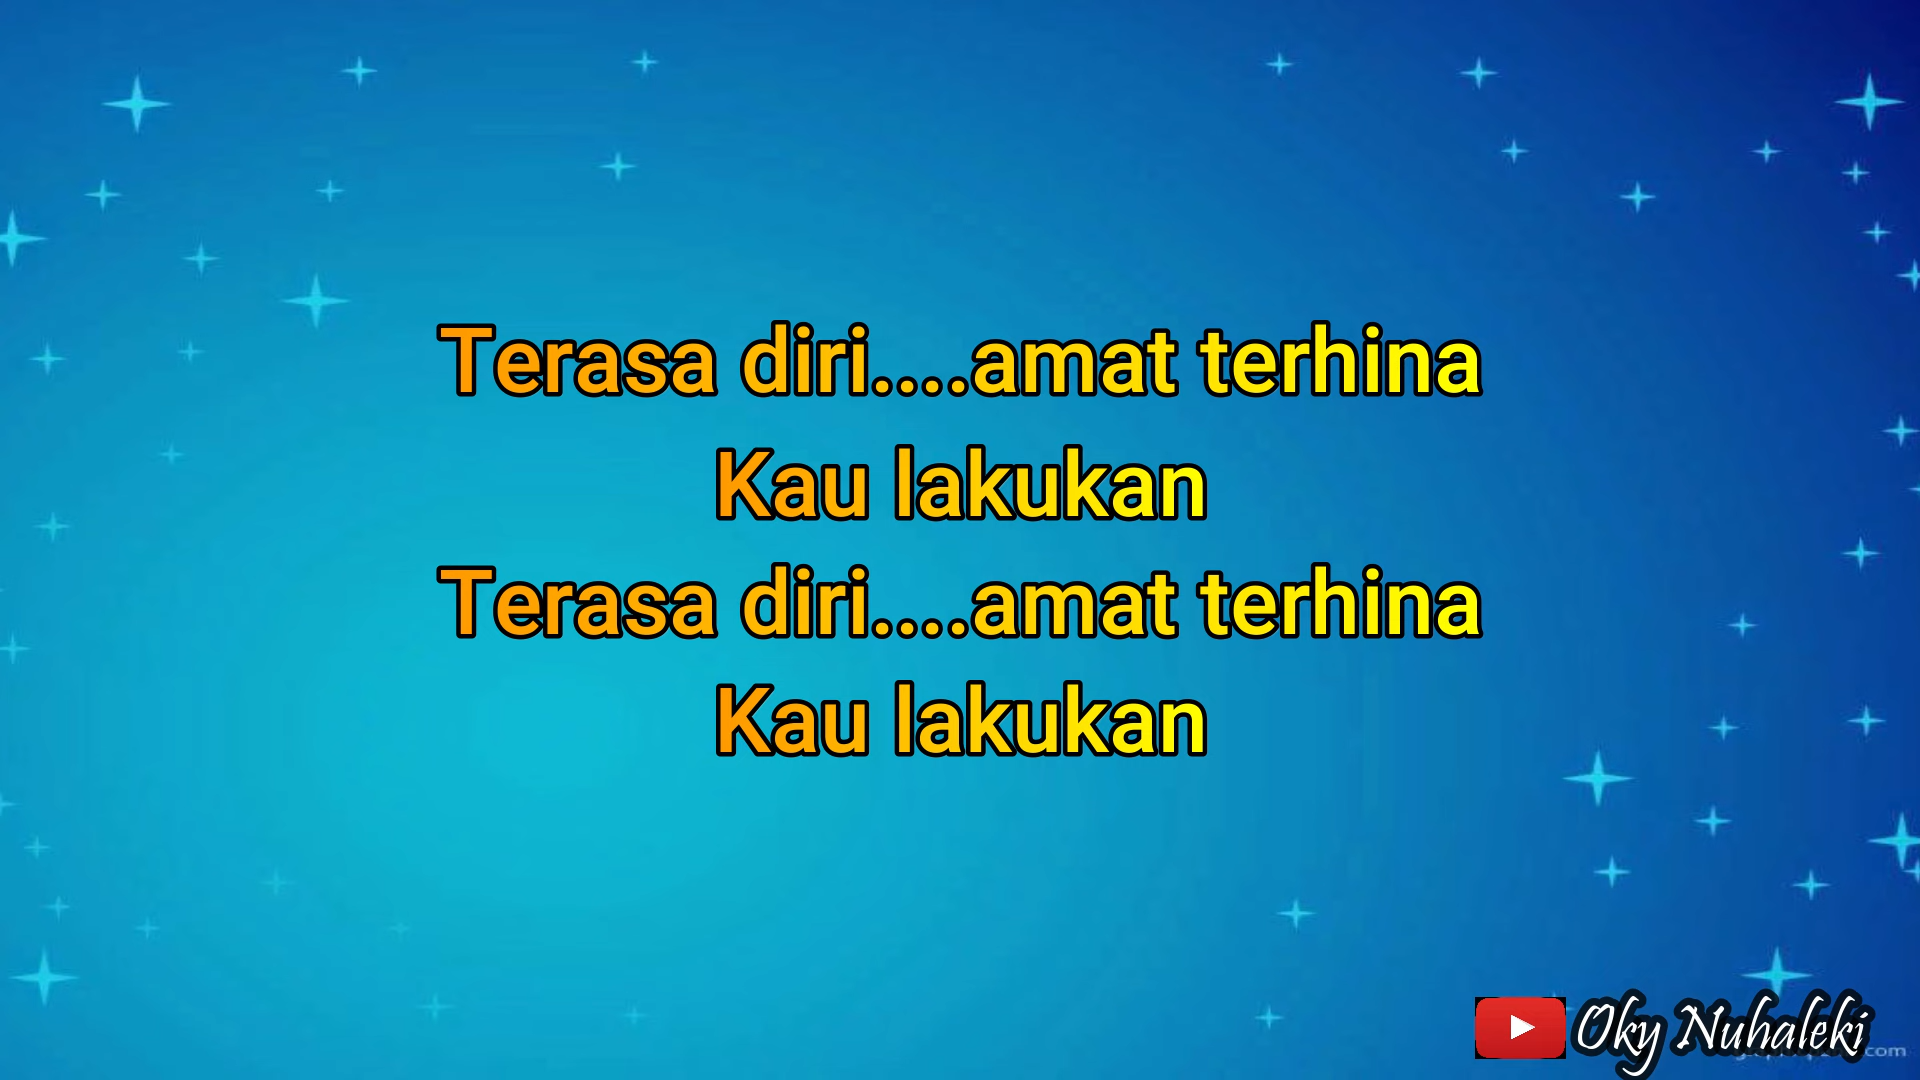 Terasa diri....amat terhina
Kau lakukan
Terasa diri....amat terhina
Kau lakukan
Oky Nuhaleki